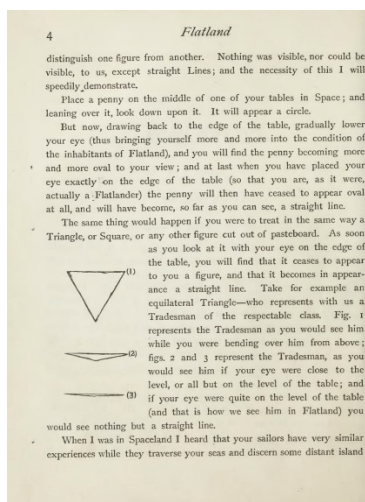 4
Flatland
distinguish one figure from another. Nothing was visible, nor could be
visible, to us, except straight Lines; and the necessity of this I will
speedily demonstrate.
Place a penny on the middle of one of your tables in Space; and
leaning over it, look down upon it. It will appear a circle.
But now, drawing back to the edge of the table, gradually lower
your eye (thus bringing yourself more and more into the condition of
the inhabitants of Flatland), and you will find the penny becoming more
and more oval to your view; and at last when you have placed your
eye exactly on the edge of the table (so that you are, as it were,
actually a Flatlander) the penny will then have ceased to appear oval
at all, and will have become, so far as you can see, a straight line.
The same thing would happen if you were to treat in the same way a
Triangle, or Square, or any other figure cut out of pasteboard. As soon
as you look at it with your eye on the edge of
the table, you will find that it ceases to appear
to you a figure, and that it becomes in appear-
ance a straight line. Take for example an
equilateral Triangle—who represents with us a
Tradesman of the respectable class. Fig. 1
represents the Tradesman as you would see him
while you were bending over him from above;
figs. 2 and 3 represent the Tradesman, as you
would see him if your eye were close to the
level, or all but on the level of the table; and
if your eye were quite on the level of the table
(and that is how we see him in Flatland) you
would see nothing but a straight line.
When I was in Spaceland I heard that your sailors have very similar
experiences while they traverse your seas and discern some distant island
(1)
(2)
(3)